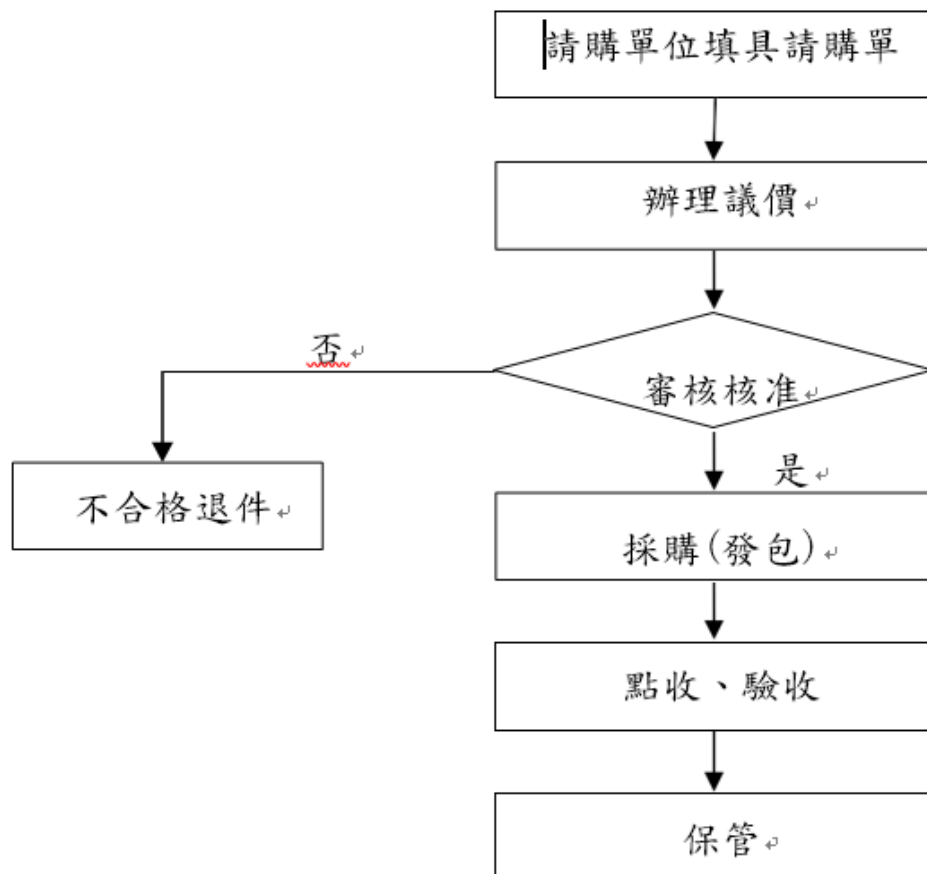 請購單位填具請購單
辦理議價
否
審核核准
是
不合格退件
採購(發包)
點收、驗收
保管